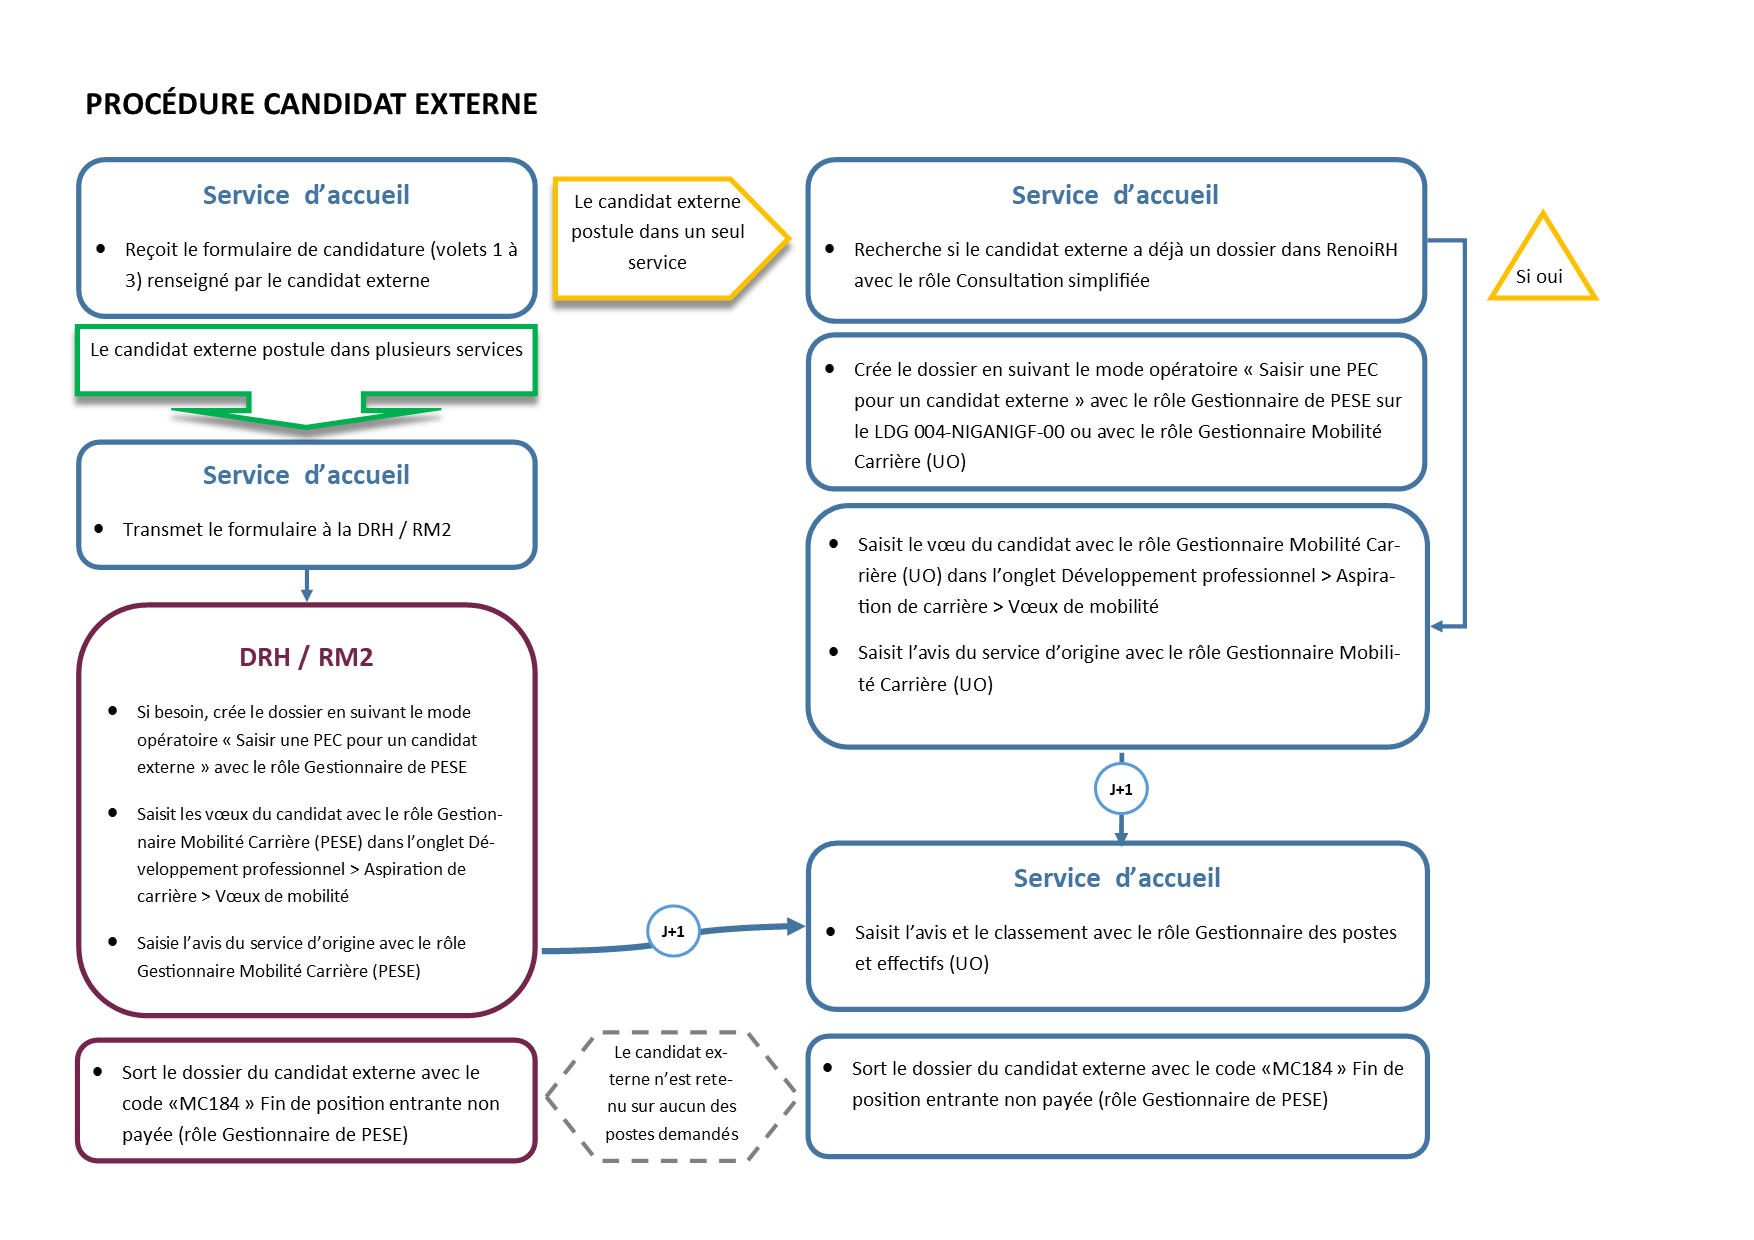 PROCÉDURE CANDIDAT EXTERNE
Service d’accueil
• Reçoit le formulaire de candidature (volets 1 à
3) renseigné par le candidat externe
Le candidat externe
postule dans un seul
service
Service d’accueil
• Recherche si le candidat externe a déjà un dossier dans RenoiRH
avec le rôle Consultation simplifiée
Si oui
• Crée le dossier en suivant le mode opératoire « Saisir une PEC
pour un candidat externe » avec le rôle Gestionnaire de PESE sur
le LDG 004-NIGANIGF-00 ou avec le rôle Gestionnaire Mobilité
Carrière (UO)
• Saisit le vœu du candidat avec le rôle Gestionnaire Mobilité Car-
rière (UO) dans l’onglet Développement professionnel > Aspira-
tion de carrière > Vœux de mobilité
• Saisit l’avis du service d’origine avec le rôle Gestionnaire Mobili-
té Carrière (UO)
J+1
Le candidat externe postule dans plusieurs services
Service d’accueil
• Transmet le formulaire à la DRH / RM2
DRH / RM2
• Si besoin, crée le dossier en suivant le mode
opératoire « Saisir une PEC pour un candidat
externe » avec le rôle Gestionnaire de PESE
• Saisit les vœux du candidat avec le rôle Gestion-
naire Mobilité Carrière (PESE) dans l’onglet Dé-
veloppement professionnel > Aspiration de
carrière > Vœux de mobilité
• Saisie l’avis du service d’origine avec le rôle
Gestionnaire Mobilité Carrière (PESE)
J+1
Service d’accueil
• Saisit l’avis et le classement avec le rôle Gestionnaire des postes
et effectifs (UO)
• Sort le dossier du candidat externe avec le
code «MC184 » Fin de position entrante non
payée (rôle Gestionnaire de PESE)
Le candidat ex-
terne n’est rete-
nu sur aucun des
postes demandés
• Sort le dossier du candidat externe avec le code «MC184 » Fin de
position entrante non payée (rôle Gestionnaire de PESE)